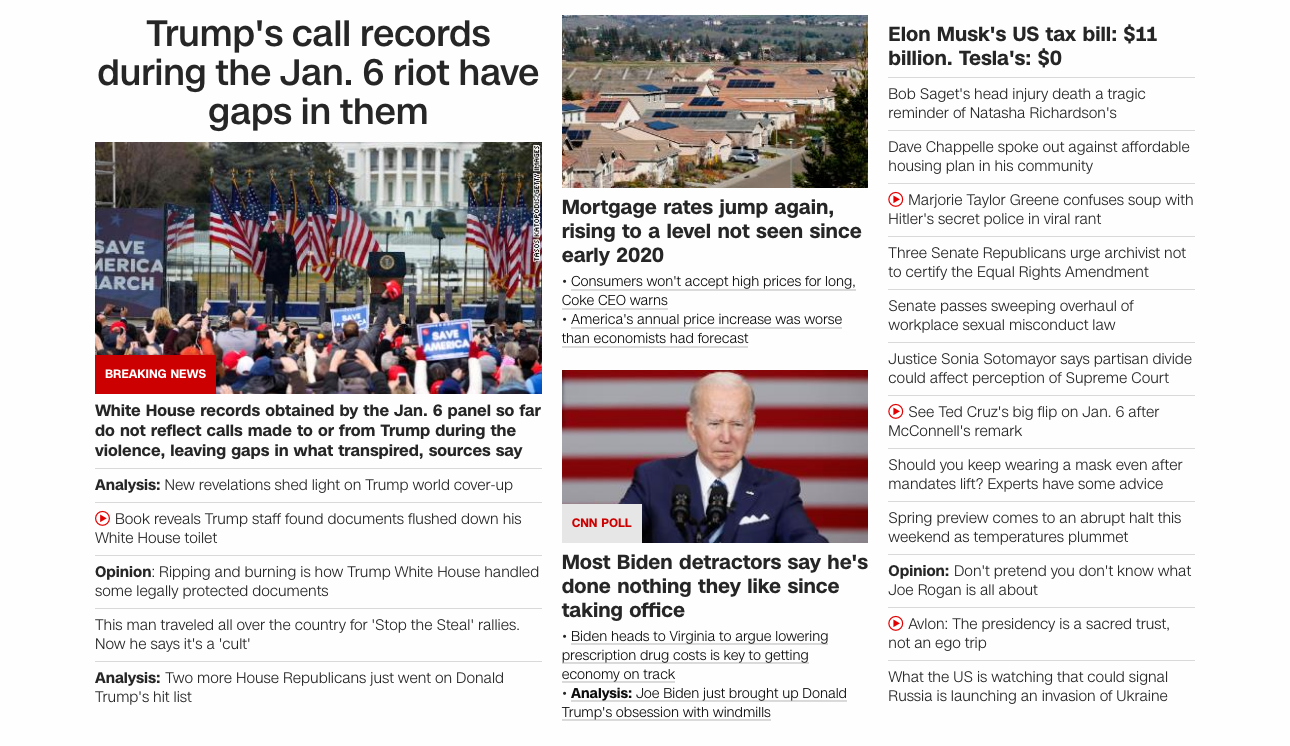 Trump's call records
during the Jan. 6 riot have
gaps in them
TASOS KATOPODIS/GETTY IMAGES
SAVE
AMERICA
MARCH
SAVE
AMERICA
SAVE
AMERICA
BREAKING NEWS
White House records obtained by the Jan. 6 panel so far
do not reflect calls made to or from Trump during the
violence, leaving gaps in what transpired, sources say
Analysis: New revelations shed light on Trump world cover-up
Book reveals Trump staff found documents flushed down his
White House toilet
Opinion: Ripping and burning is how Trump White House handled
some legally protected documents
This man traveled all over the country for 'Stop the Steal' rallies.
Now he says it's a 'cult'
Analysis: Two more House Republicans just went on Donald
Trump's hit list
Mortgage rates jump again,
rising to a level not seen since
early 2020
• Consumers won't accept high prices for long,
Coke CEO warns
• America's annual price increase was worse
than economists had forecast
CNN POLL
Most Biden detractors say he's
done nothing they like since
taking office
• Biden heads to Virginia to argue lowering
prescription drug costs is key to getting
economy on track
• Analysis: Joe Biden just brought up Donald
Trump's obsession with windmills
Elon Musk's US tax bill: $11
billion. Tesla's: $0
Bob Saget's head injury death a tragic
reminder of Natasha Richardson's
Dave Chappelle spoke out against affordable
housing plan in his community
Marjorie Taylor Greene confuses soup with
Hitler's secret police in viral rant
Three Senate Republicans urge archivist not
to certify the Equal Rights Amendment
Senate passes sweeping overhaul of
workplace sexual misconduct law
Justice Sonia Sotomayor says partisan divide
could affect perception of Supreme Court
See Ted Cruz's big flip on Jan. 6 after
McConnell's remark
Should you keep wearing a mask even after
mandates lift? Experts have some advice
Spring preview comes to an abrupt halt this
weekend as temperatures plummet
Opinion: Don't pretend you don't know what
Joe Rogan is all about
Avlon: The presidency is a sacred trust,
not an ego trip
What the US is watching that could signal
Russia is launching an invasion of Ukraine